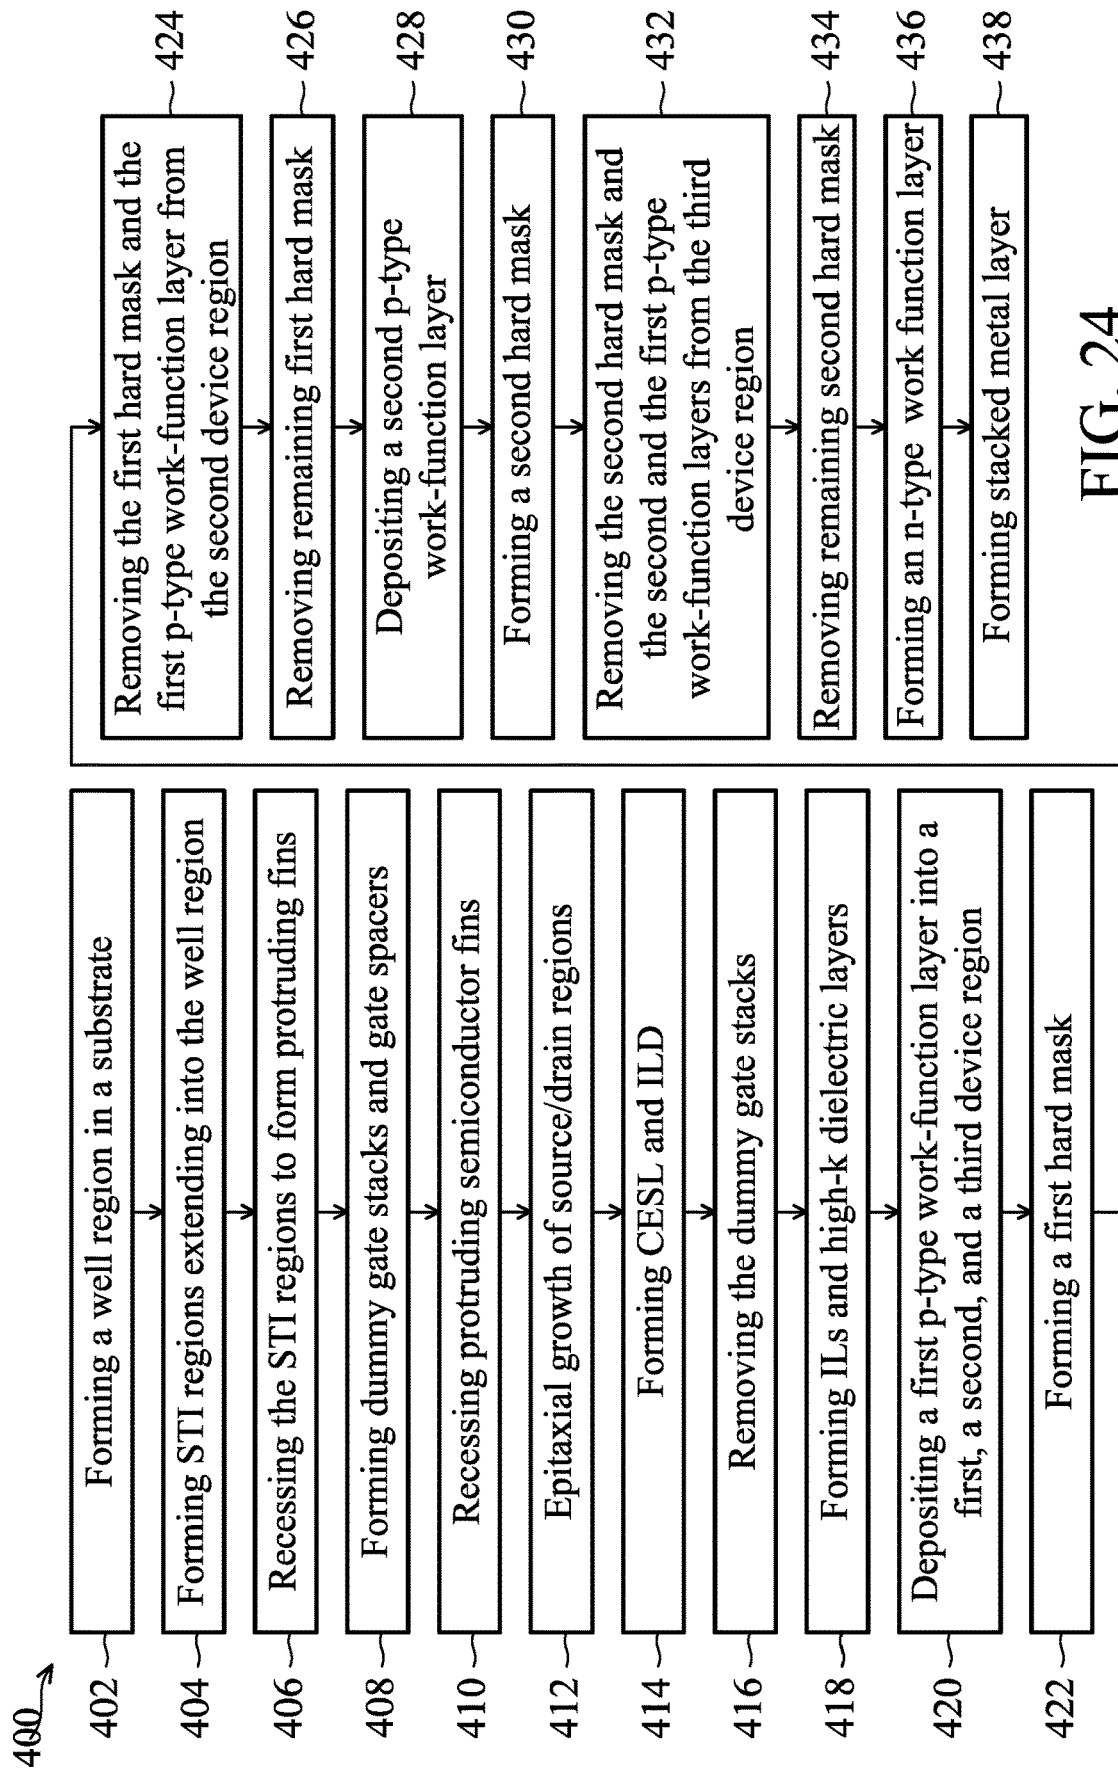 400
402
Forming a well region in a substrate
404
Forming STI regions extending into the well region
406
Recessing the STI regions to form protruding fins
408
Forming dummy gate stacks and gate spacers
410
Recessing protruding semiconductor fins
412
Epitaxial growth of source/drain regions
414
Forming CESL and ILD
416
Removing the dummy gate stacks
418
Forming ILs and high-k dielectric layers
420
Depositing a first p-type work-function layer into a
first, a second, and a third device region
422
Forming a first hard mask
Removing the first hard mask and the
first p-type work-function layer from
the second device region
424
Removing remaining first hard mask
426
Depositing a second p-type
work-function layer
428
Forming a second hard mask
430
Removing the second hard mask and
the second and the first p-type
work-function layers from the third
device region
432
Removing remaining second hard mask
434
Forming an n-type work function layer
436
Forming stacked metal layer
438
FIG. 24